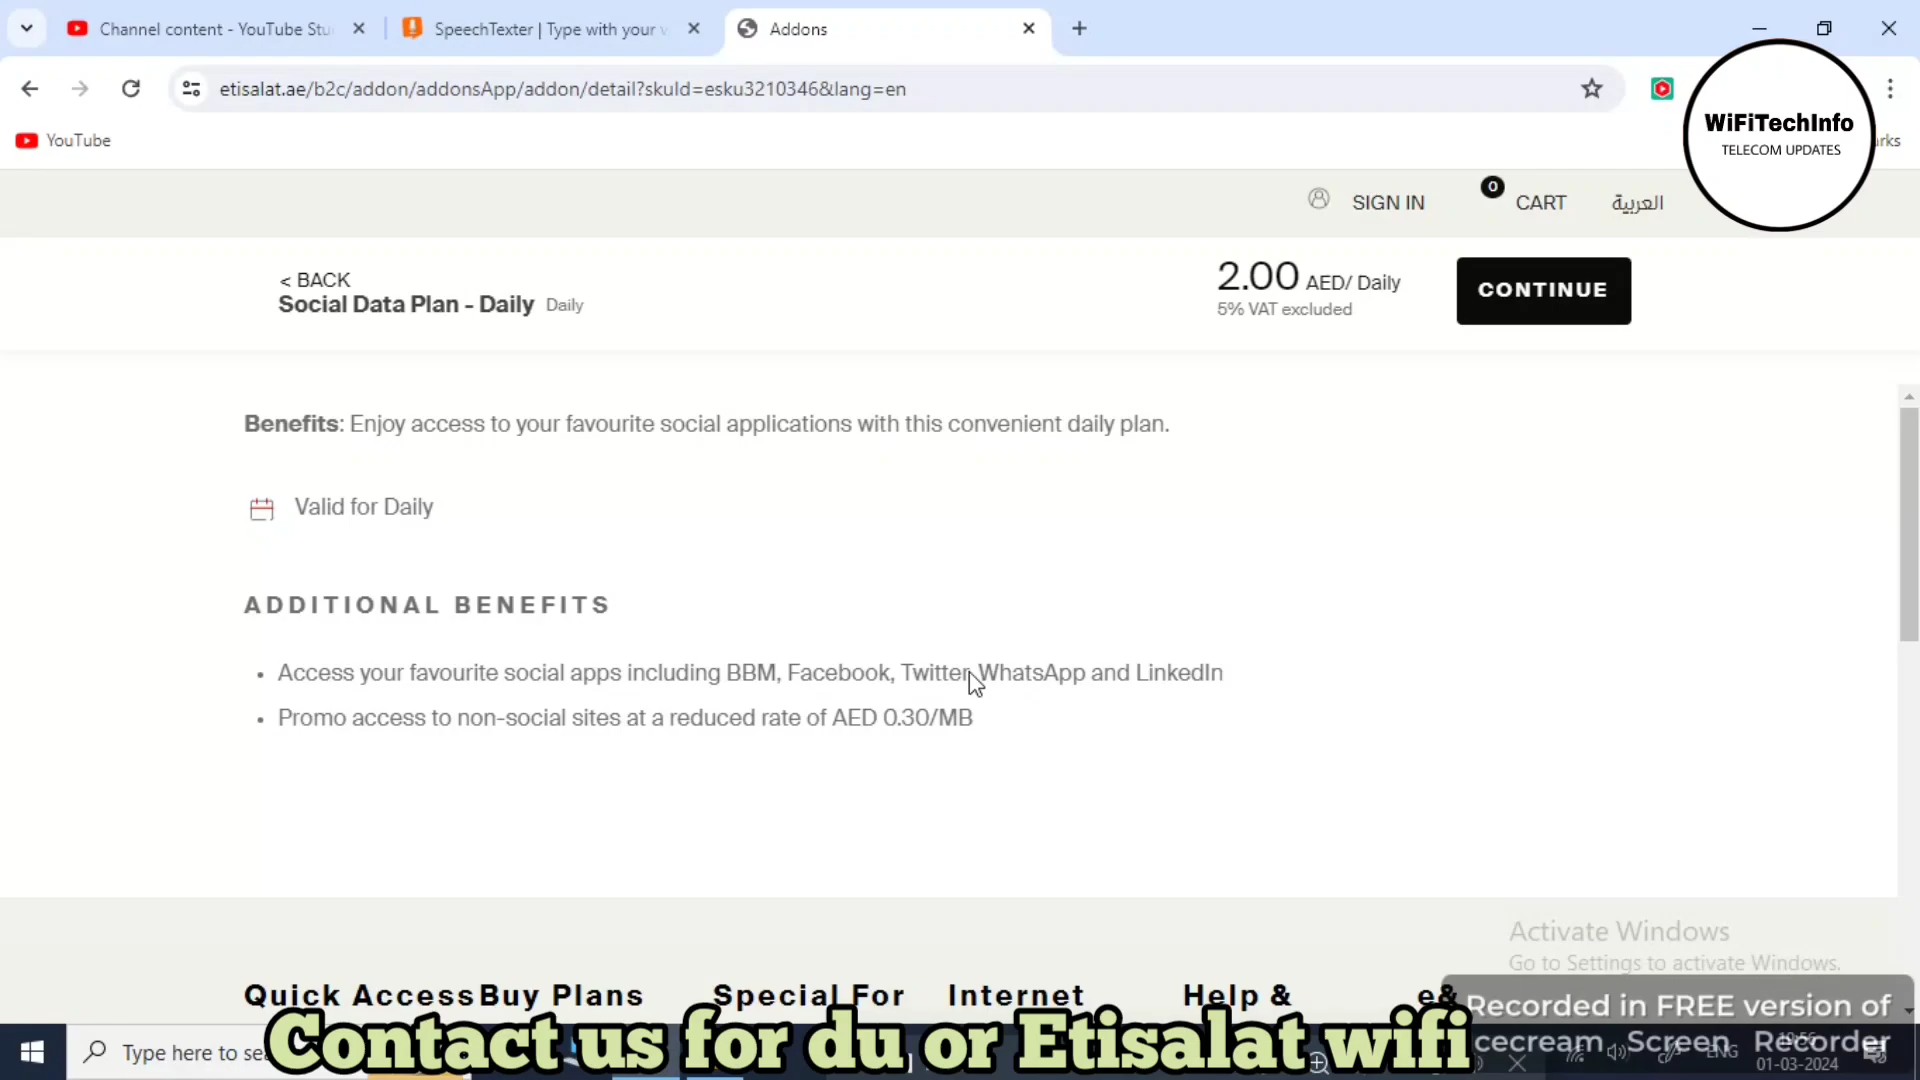 Channel content - YouTube Stu
SpeechTexter | Type with your v
Addons
etisalat.ae/b2c/addon/addonsApp/addon/detail?skuId=esku3210346&lang=en
YouTube
WiFiTechInfo
TELECOM UPDATES
rks
SIGN IN
0
CART
العربية
< BACK
Social Data Plan - Daily Daily
2.00 AED/ Daily
5% VAT excluded
CONTINUE
Benefits: Enjoy access to your favourite social applications with this convenient daily plan.
Valid for Daily
ADDITIONAL BENEFITS
• Access your favourite social apps including BBM, Facebook, Twitter WhatsApp and LinkedIn
• Promo access to non-social sites at a reduced rate of AED 0.30/MB
Activate Windows
Go to Settings to activate Windows.
Quick Access Buy Plans Special For Internet Help & e&
Recorded in FREE version of
cecream Screen Recorder
Type here to sea
Contact us for du or Etisalat wifi
ENG
01-03-2024